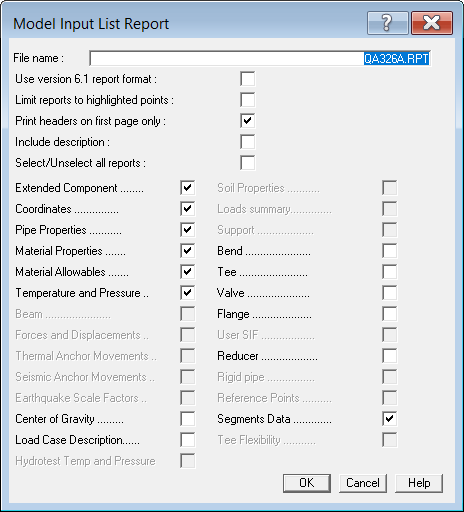 Model Input List Report
?
File name : QA326A.RPT
Use version 6.1 report format :
Limit reports to highlighted points :
Print headers on first page only :
Include description :
Select/Unselect all reports :
Extended Component ........ Soil Properties ...........
Coordinates ............... Loads summary..............
Pipe Properties ........... Support ...................
Material Properties ....... Bend ......................
Material Allowables ....... Tee .......................
Temperature and Pressure .. Valve .....................
Beam ...................... Flange ....................
Forces and Displacements .. User SIF ..................
Thermal Anchor Movements .. Reducer ...................
Seismic Anchor Movements .. Rigid pipe ................
Earthquake Scale Factors .. Reference Points ..........
Center of Gravity .......... Segments Data .............
Load Case Description...... Tee Flexibility ...........
Hydrotest Temp and Pressure
OK Cancel Help